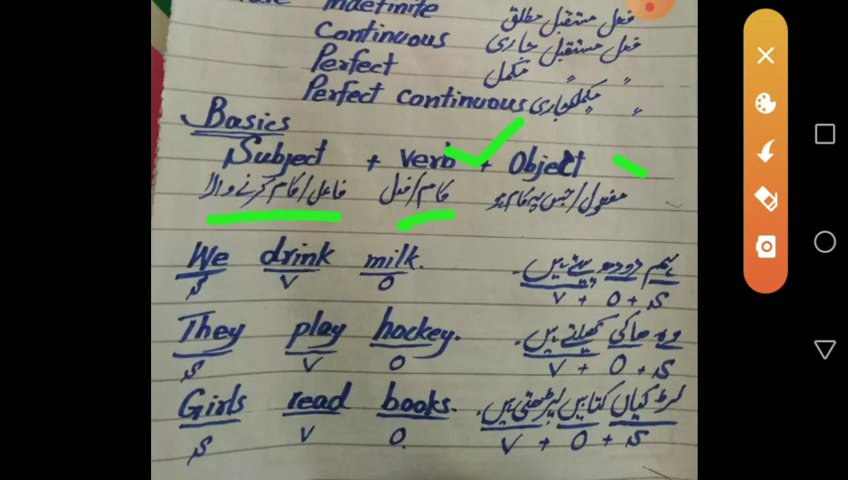 Indefinite فعل مستقبل مطلق
Continuous فعل مستقبل جاری
Perfect " " مکمل
Perfect continuous " " مکمل جاری
Basics
Subject + Verb + Object
فاعل/کام کرنے والا کام/فعل مفعول/جس پہ کام ہو
We drink milk. ہم دودھ پیتے ہیں۔
S V O V + O + S
They play hockey. وہ ہاکی کھیلتے ہیں۔
S V O V + O + S
Girls read books. لڑکیاں کتابیں پڑھتی ہیں۔
S V O. V + O + S